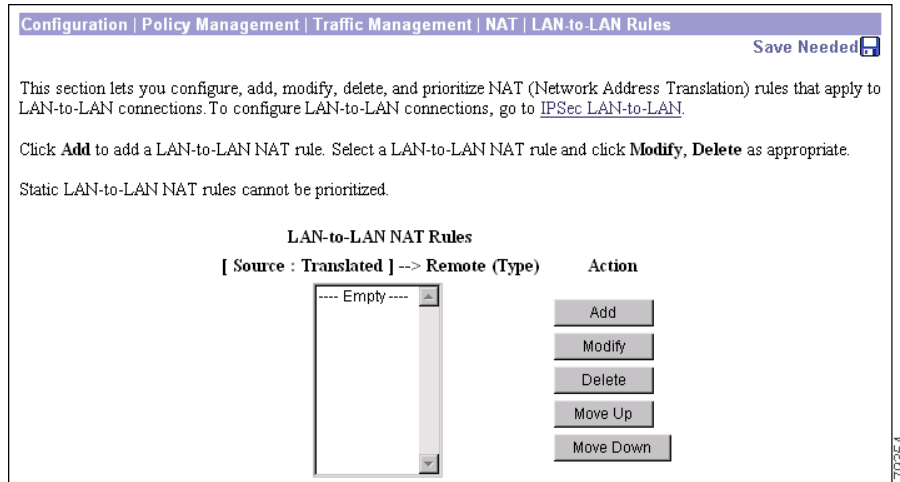 Configuration | Policy Management | Traffic Management | NAT | LAN-to-LAN Rules
Save Needed
This section lets you configure, add, modify, delete, and prioritize NAT (Network Address Translation) rules that apply to
LAN-to-LAN connections. To configure LAN-to-LAN connections, go to IPSec LAN-to-LAN.
Click Add to add a LAN-to-LAN NAT rule. Select a LAN-to-LAN NAT rule and click Modify, Delete as appropriate.
Static LAN-to-LAN NAT rules cannot be prioritized.
LAN-to-LAN NAT Rules
[ Source : Translated ] --> Remote (Type) Action
---- Empty ----
Add
Modify
Delete
Move Up
Move Down